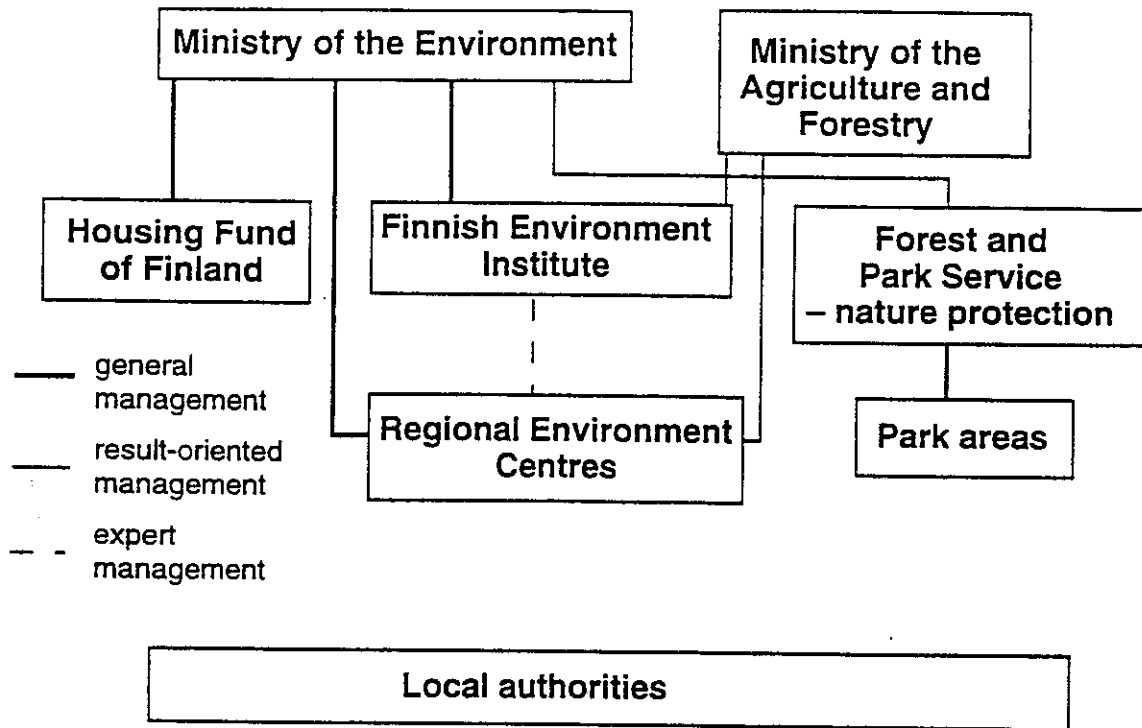 Ministry of the Environment
Ministry of the
Agriculture and
Forestry
Housing Fund
of Finland
Finnish Environment
Institute
Forest and
Park Service
– nature protection
general
management
result-oriented
management
expert
management
Regional Environment
Centres
Park areas
Local authorities